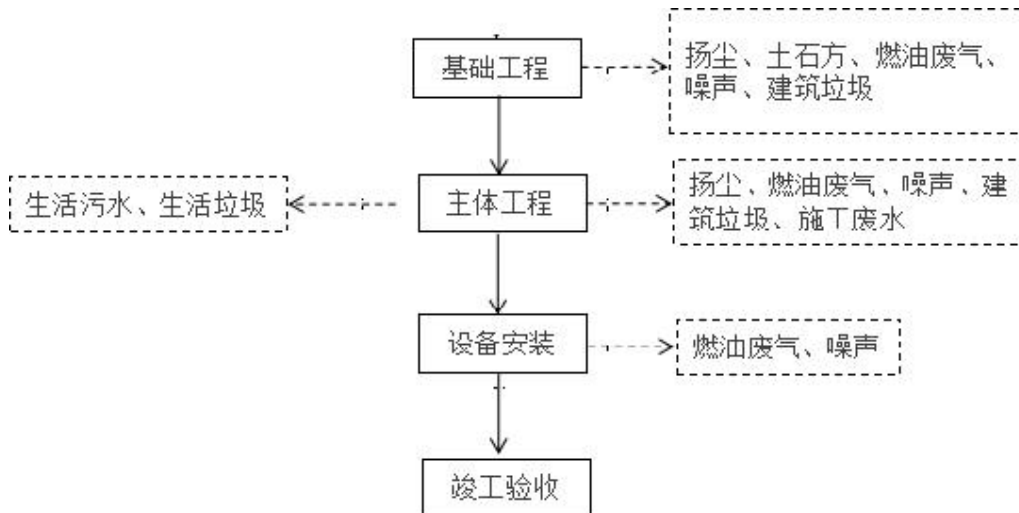 基础工程
扬尘、土石方、燃油废气、
噪声、建筑垃圾
生活污水、生活垃圾
主体工程
扬尘、燃油废气、噪声、建
筑垃圾、施工废水
设备安装
燃油废气、噪声
竣工验收